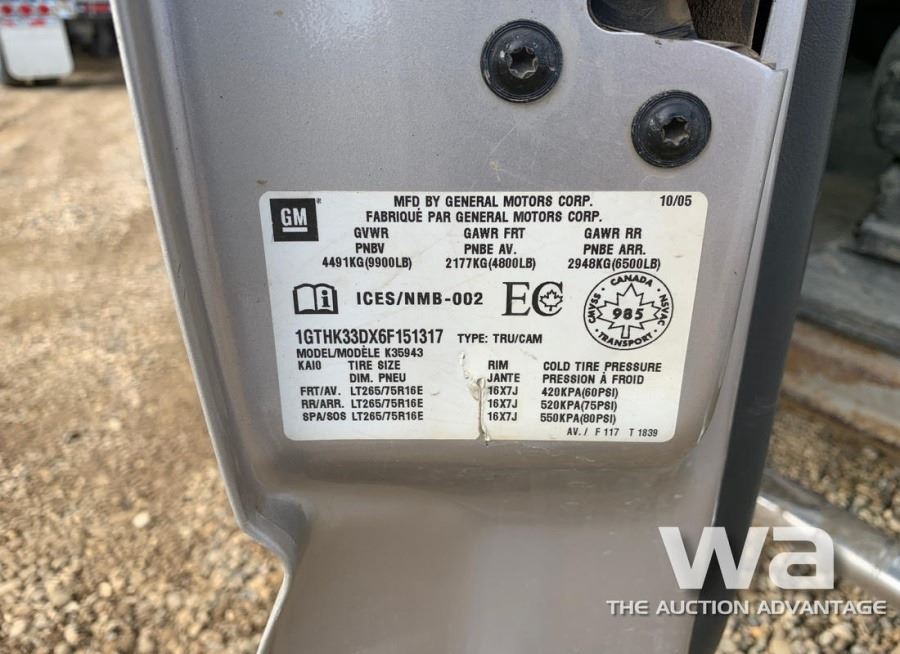 GM
MFD BY GENERAL MOTORS CORP. 10/05
FABRIQUÉ PAR GENERAL MOTORS CORP.
GVWR GAWR FRT GAWR RR
PNBV PNBE AV. PNBE ARR.
4491KG(9900LB) 2177KG(4800LB) 2948KG(6500LB)
ICES/NMB-002 EC
CANADA
CMVSS 985 NSVAC
TRANSPORT
1GTHK33DX6F151317 TYPE: TRU/CAM
MODEL/MODÈLE K35943
KAI0 TIRE SIZE RIM COLD TIRE PRESSURE
DIM. PNEU JANTE PRESSION À FROID
FRT/AV. LT265/75R16E 16X7J 420KPA(60PSI)
RR/ARR. LT265/75R16E 16X7J 520KPA(75PSI)
SPA/SOS LT265/75R16E 16X7J 550KPA(80PSI)
AV./ F 117 T 1839
wa
THE AUCTION ADVANTAGE